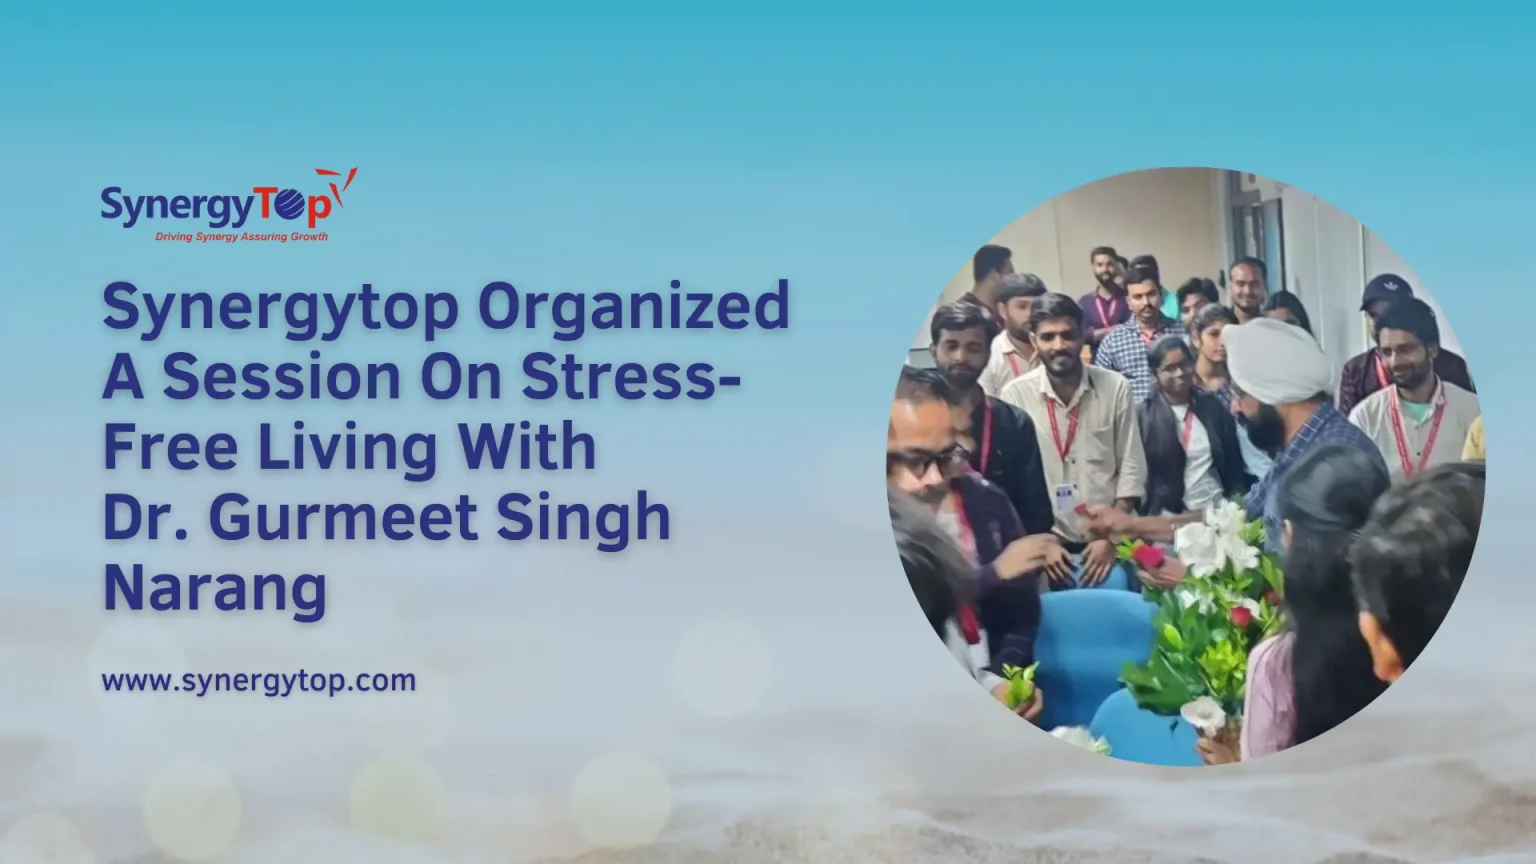 SynergyTop
Driving Synergy Assuring Growth
Synergytop Organized
A Session On Stress-
Free Living With
Dr. Gurmeet Singh
Narang
www.synergytop.com